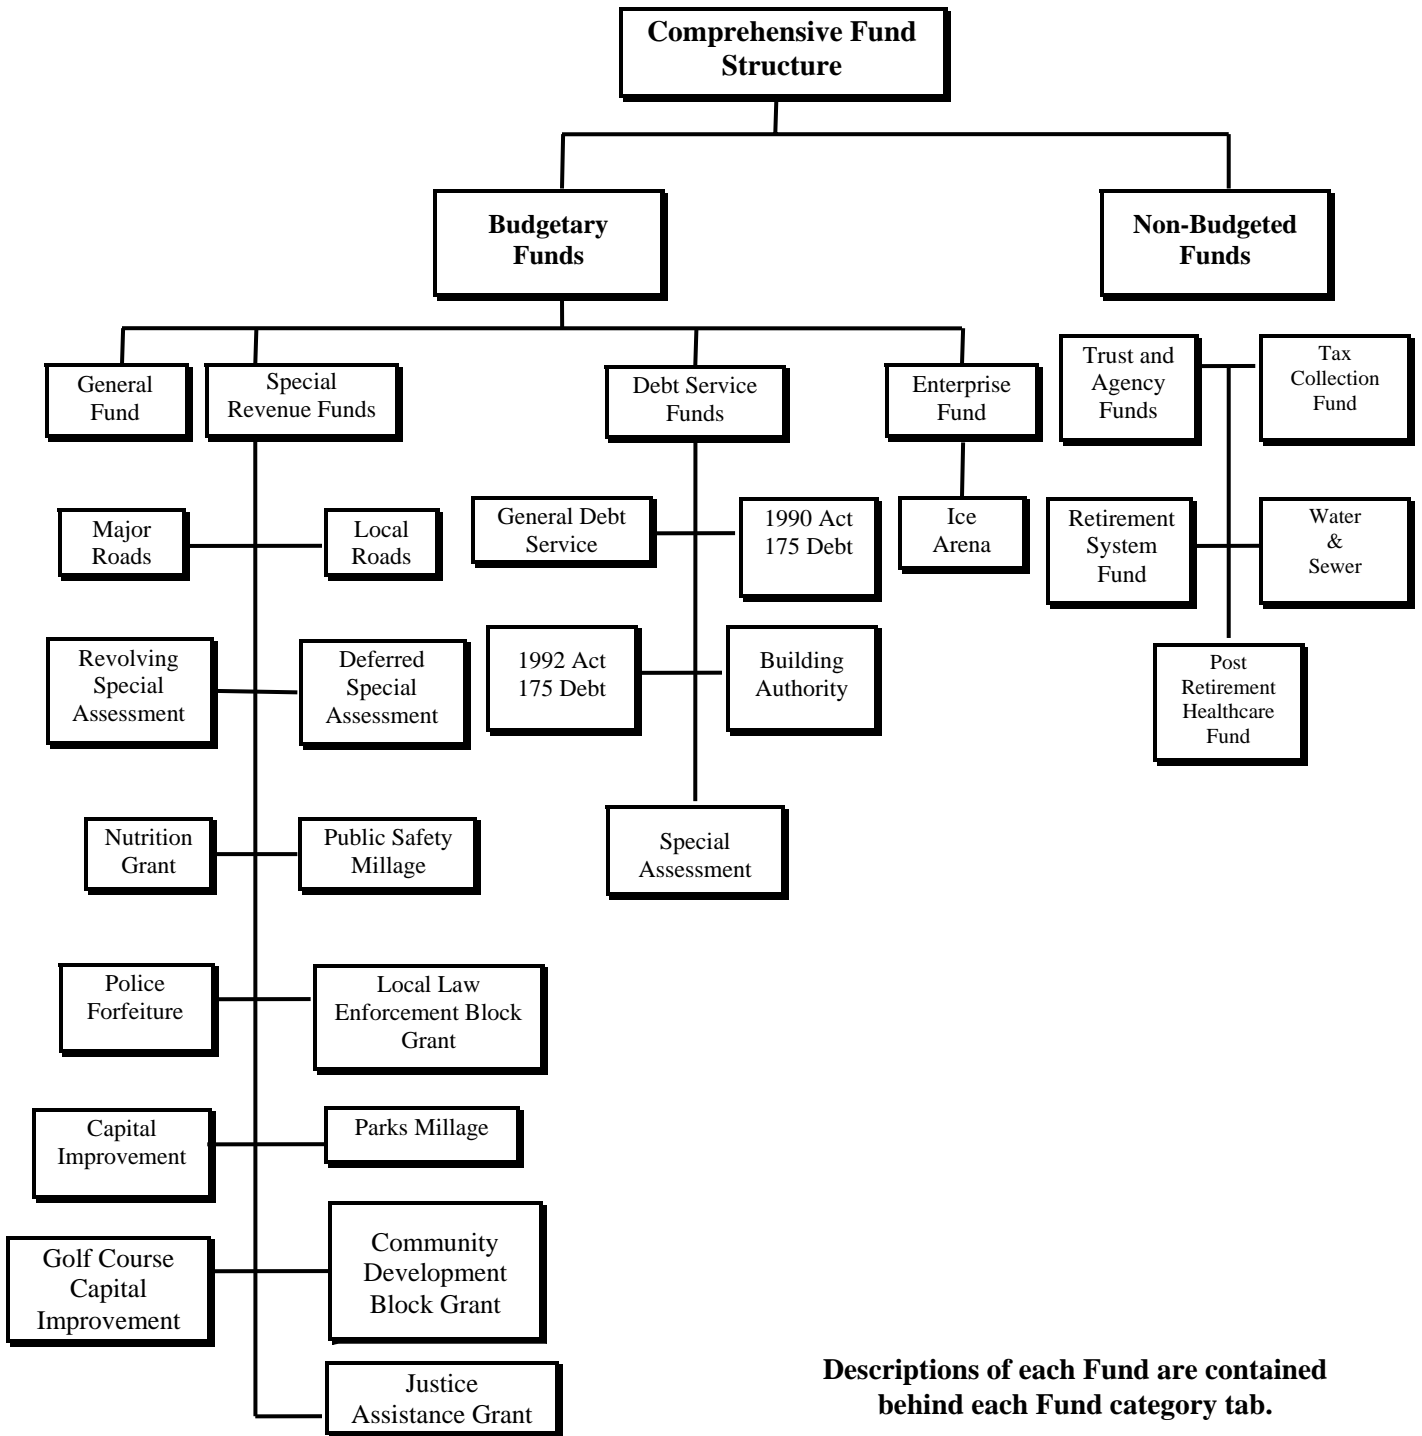 Comprehensive Fund
Structure
Budgetary
Funds
Non-Budgeted
Funds
General
Fund
Special
Revenue Funds
Debt Service
Funds
Enterprise
Fund
Trust and
Agency
Funds
Tax
Collection
Fund
Major
Roads
Local
Roads
General Debt
Service
1990 Act
175 Debt
Ice
Arena
Retirement
System
Fund
Water
&
Sewer
Revolving
Special
Assessment
Deferred
Special
Assessment
1992 Act
175 Debt
Building
Authority
Post
Retirement
Healthcare
Fund
Nutrition
Grant
Public Safety
Millage
Special
Assessment
Police
Forfeiture
Local Law
Enforcement Block
Grant
Capital
Improvement
Parks Millage
Golf Course
Capital
Improvement
Community
Development
Block Grant
Justice
Assistance Grant
Descriptions of each Fund are contained
behind each Fund category tab.